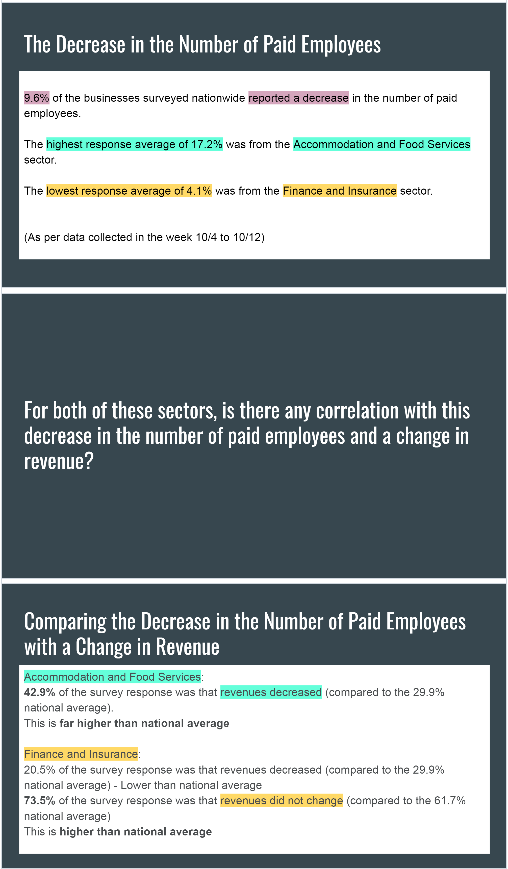 The Decrease in the Number of Paid Employees
9.6% of the businesses surveyed nationwide reported a decrease in the number of paid
employees.
The highest response average of 17.2% was from the Accommodation and Food Services
sector.
The lowest response average of 4.1% was from the Finance and Insurance sector.
(As per data collected in the week 10/4 to 10/12)
For both of these sectors, is there any correlation with this
decrease in the number of paid employees and a change in
revenue?
Comparing the Decrease in the Number of Paid Employees
with a Change in Revenue
Accommodation and Food Services:
42.9% of the survey response was that revenues decreased (compared to the 29.9%
national average).
This is far higher than national average
Finance and Insurance:
20.5% of the survey response was that revenues decreased (compared to the 29.9%
national average) - Lower than national average
73.5% of the survey response was that revenues did not change (compared to the 61.7%
national average)
This is higher than national average